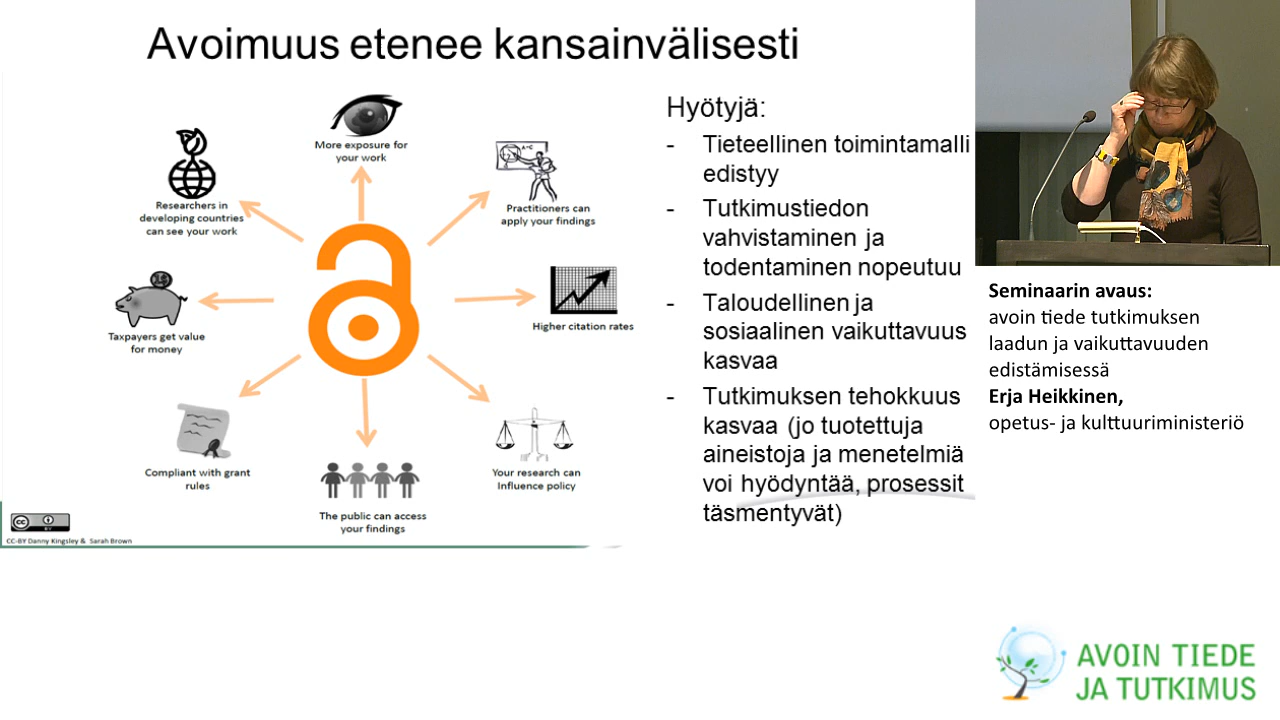 Avoimuus etenee kansainvälisesti
More exposure for
your work
Researchers in
developing countries
can see your work
Practitioners can
apply your findings
Taxpayers get value
for money
Higher citation rates
Compliant with grant
rules
Your research can
Influence policy
The public can access
your findings
cc
BY
CC-BY Danny Kingsley & Sarah Brown
Hyötyjä:
- Tieteellinen toimintamalli
edistyy
- Tutkimustiedon
vahvistaminen ja
todentaminen nopeutuu
- Taloudellinen ja
sosiaalinen vaikuttavuus
kasvaa
- Tutkimuksen tehokkuus
kasvaa (jo tuotettuja
aineistoja ja menetelmiä
voi hyödyntää, prosessit
täsmentyvät)
Seminaarin avaus:
avoin tiede tutkimuksen
laadun ja vaikuttavuuden
edistämisessä
Erja Heikkinen,
opetus- ja kulttuuriministeriö
AVOIN TIEDE
JA TUTKIMUS